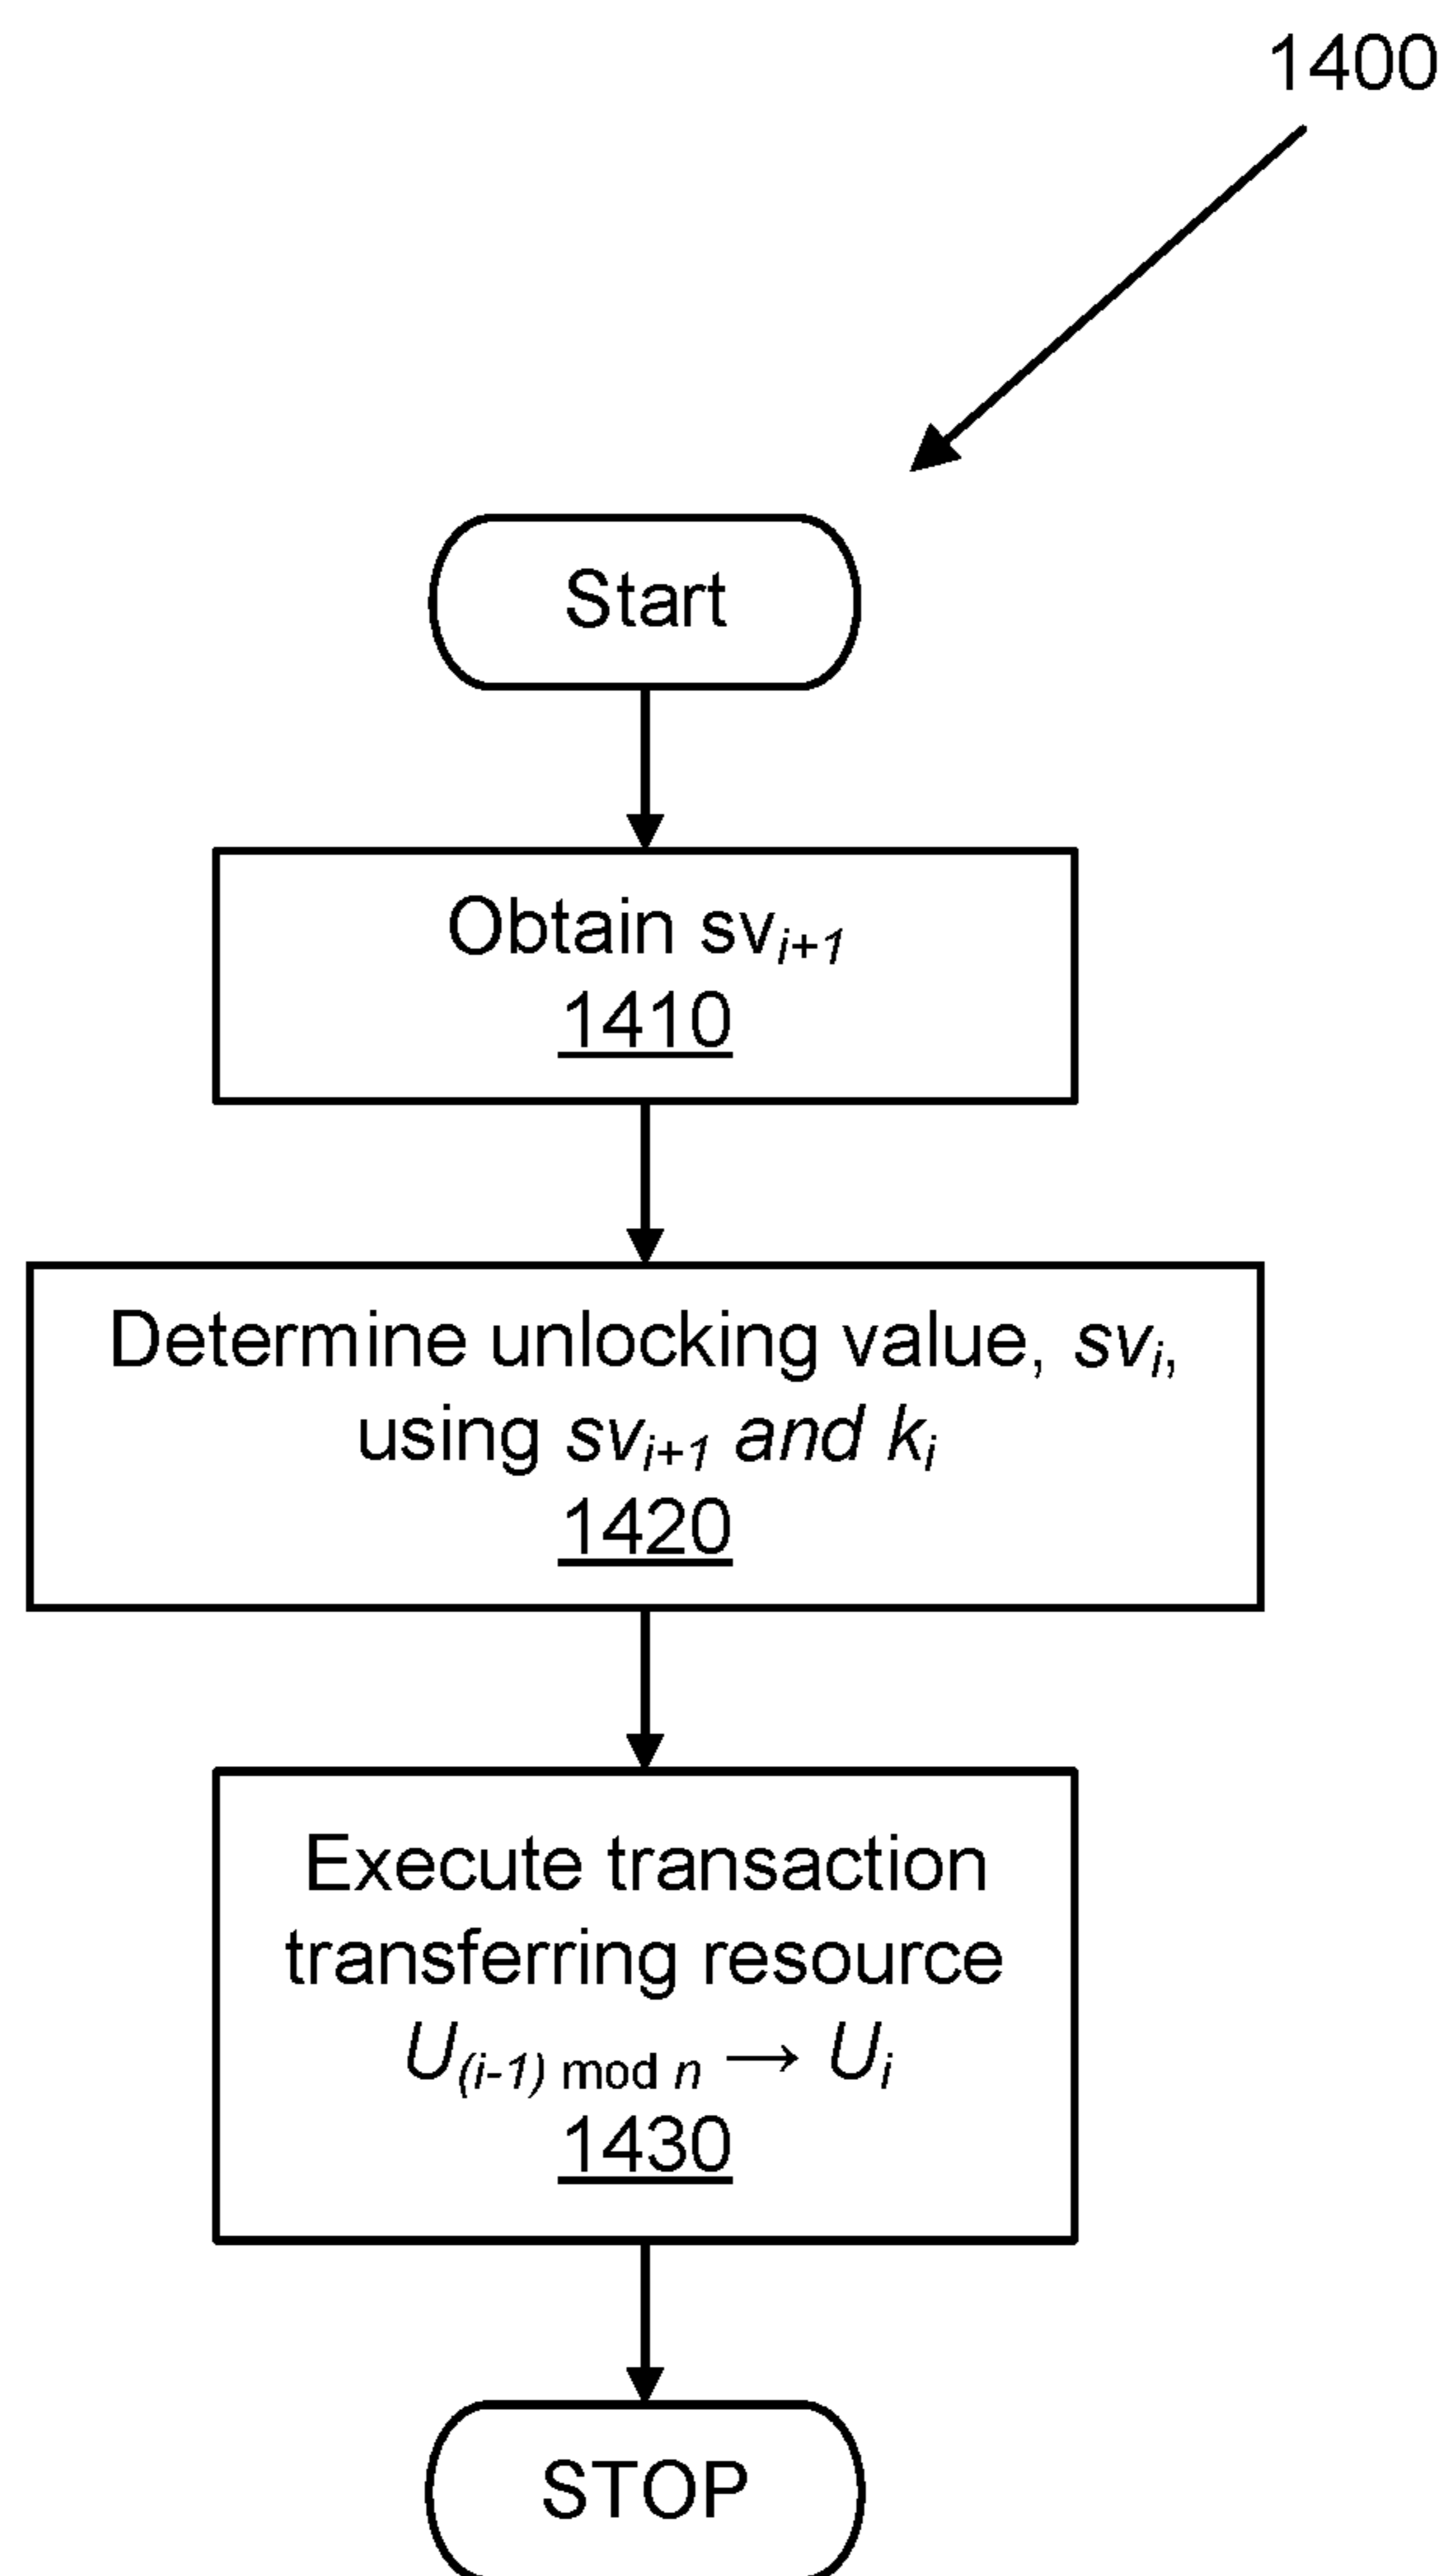 1400
Start
Obtain sv_{i+1}
1410
Determine unlocking value, sv_i,
using sv_{i+1} and k_i
1420
Execute transaction
transferring resource
U_{(i-1) mod n} → U_i
1430
STOP